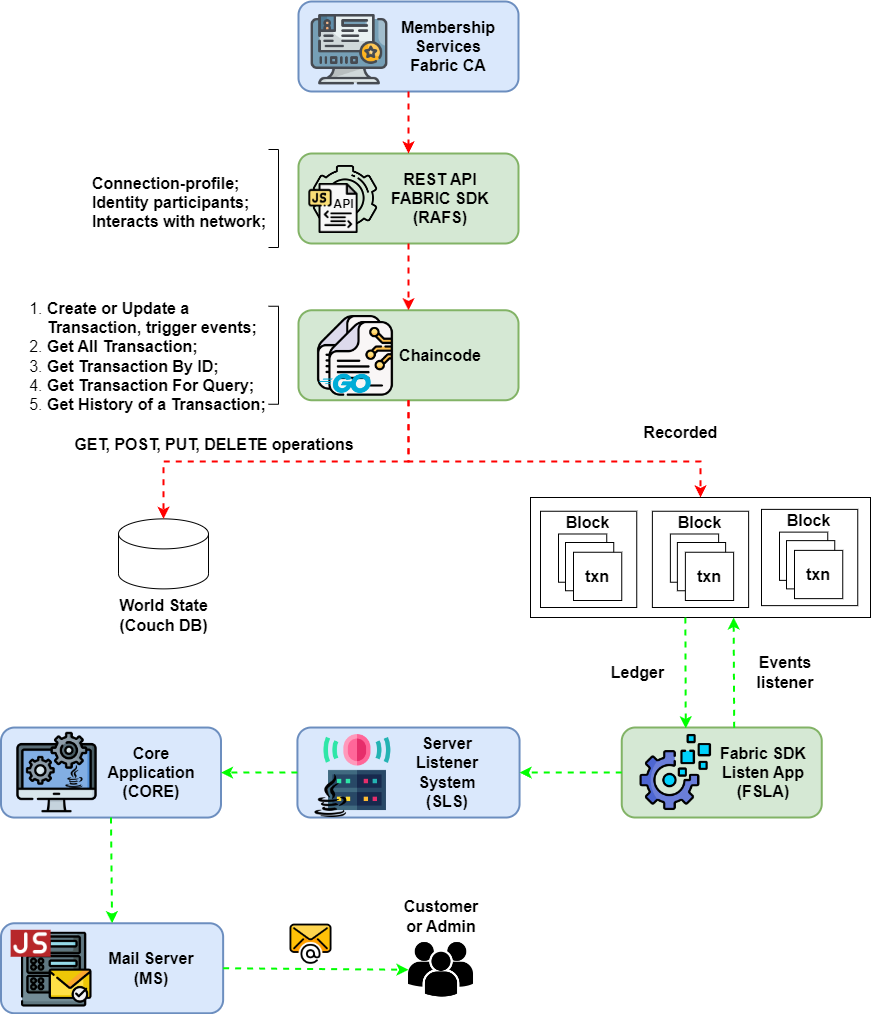 Membership
Services
Fabric CA
Connection-profile;
Identity participants;
Interacts with network;
JS
API
REST API
FABRIC SDK
(RAFS)
1. Create or Update a
Transaction, trigger events;
2. Get All Transaction;
3. Get Transaction By ID;
4. Get Transaction For Query;
5. Get History of a Transaction;
GO
Chaincode
GET, POST, PUT, DELETE operations
Recorded
Block
txn
Block
txn
Block
txn
World State
(Couch DB)
Ledger
Events
listener
Core
Application
(CORE)
Server
Listener
System
(SLS)
Fabric SDK
Listen App
(FSLA)
JS
Mail Server
(MS)
@
Customer
or Admin